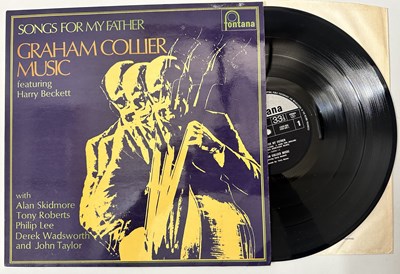 SONGS FOR MY FATHER
fontana
GRAHAM COLLIER
MUSIC
featuring
Harry Beckett
with
Alan Skidmore
Tony Roberts
Philip Lee
Derek Wadsworth
and John Taylor
33⅓
1